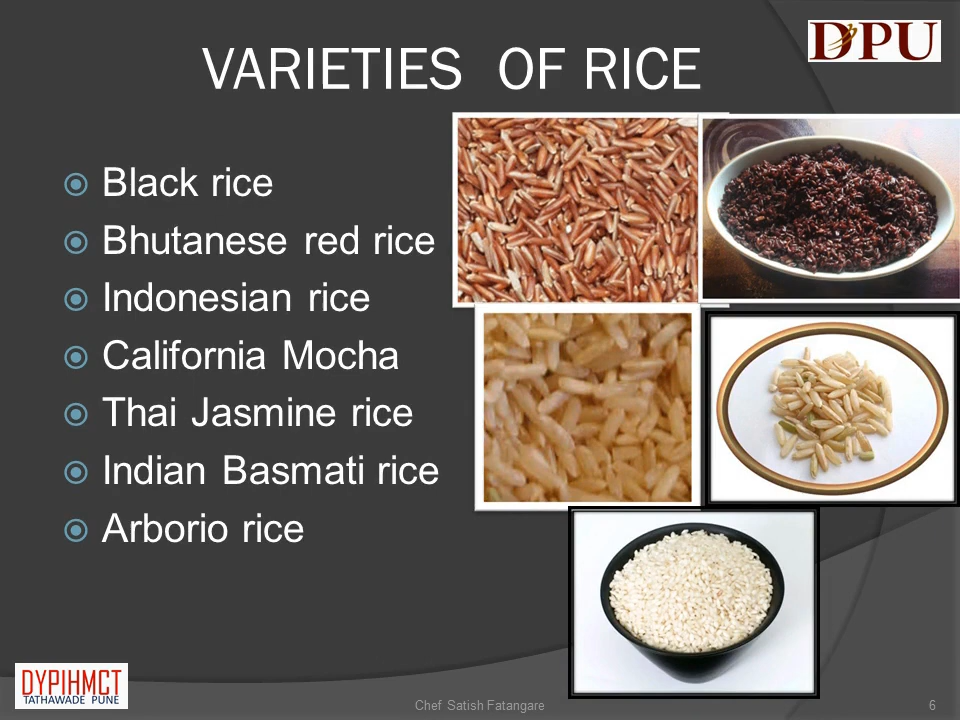 VARIETIES OF RICE
DPU
Black rice
Bhutanese red rice
Indonesian rice
California Mocha
Thai Jasmine rice
Indian Basmati rice
Arborio rice
DYPIHMCT
TATHAWADE PUNE
Chef Satish Fatangare
6